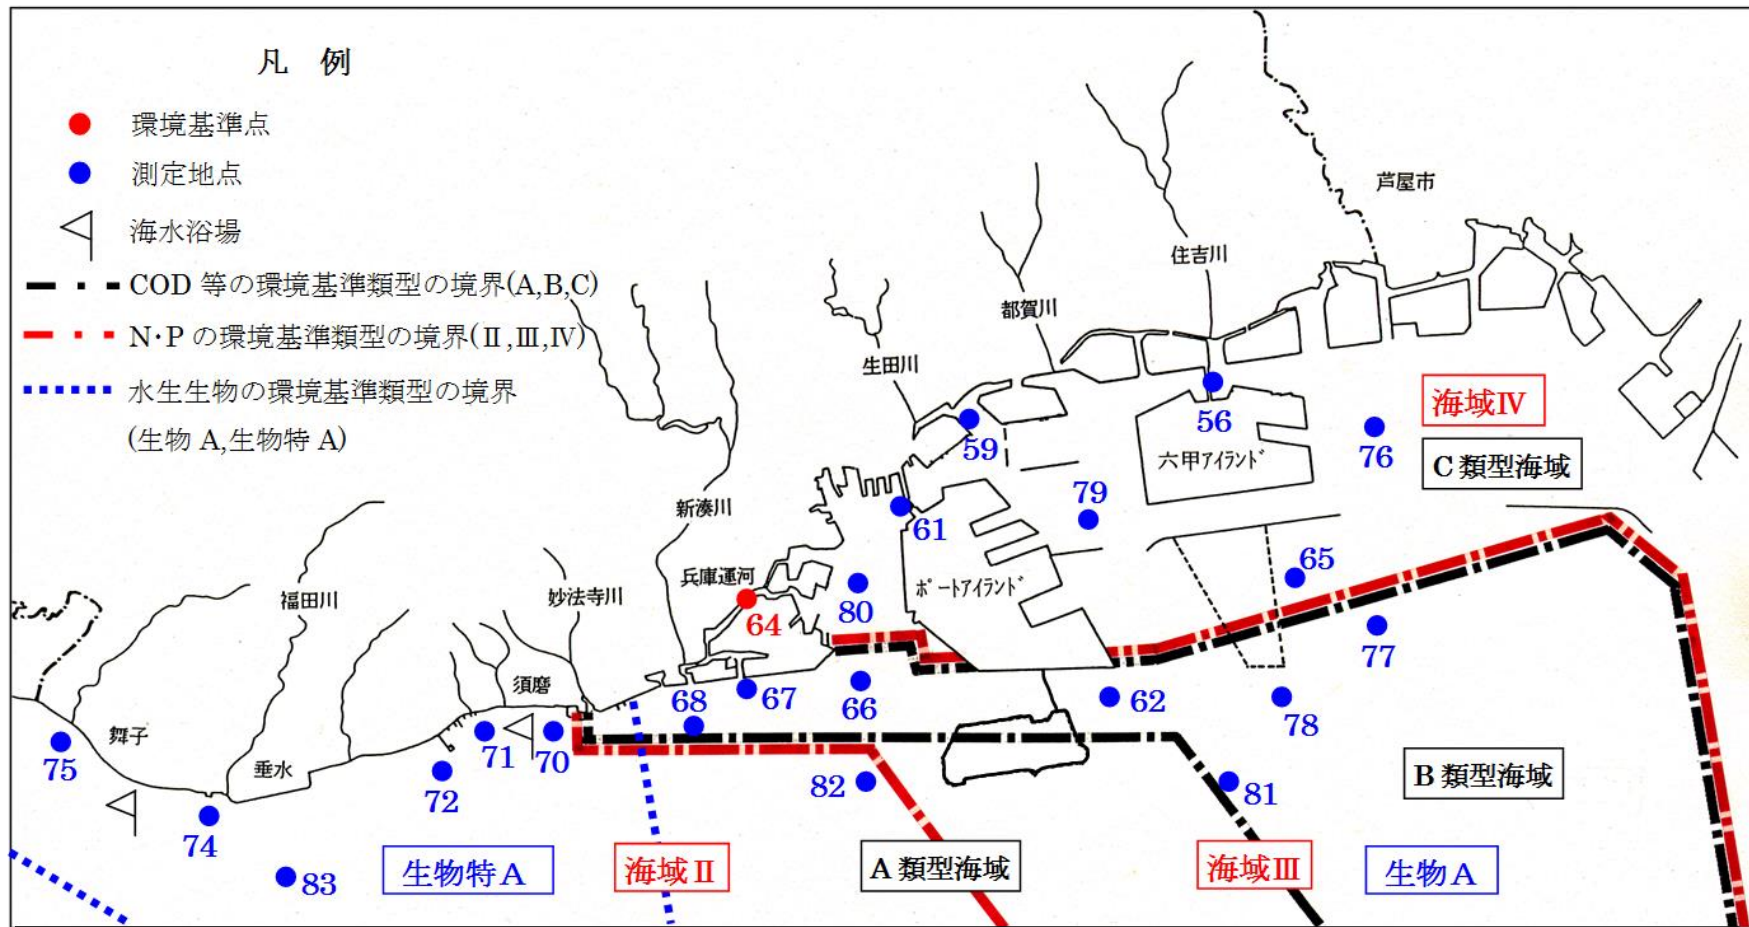 凡 例
環境基準点
測定地点
海水浴場
COD 等の環境基準類型の境界(A,B,C)
N・P の環境基準類型の境界(Ⅱ,Ⅲ,Ⅳ)
水生生物の環境基準類型の境界
(生物 A,生物特 A)
芦屋市
住吉川
都賀川
生田川
新湊川
兵庫運河
妙法寺川
福田川
須磨
垂水
舞子
六甲アイランド
ポートアイランド
海域Ⅳ
C 類型海域
B 類型海域
A 類型海域
海域Ⅱ
海域Ⅲ
生物特A
生物A
56
59
76
79
61
65
80
64
77
68
67
66
62
78
75
71
70
72
82
81
74
83